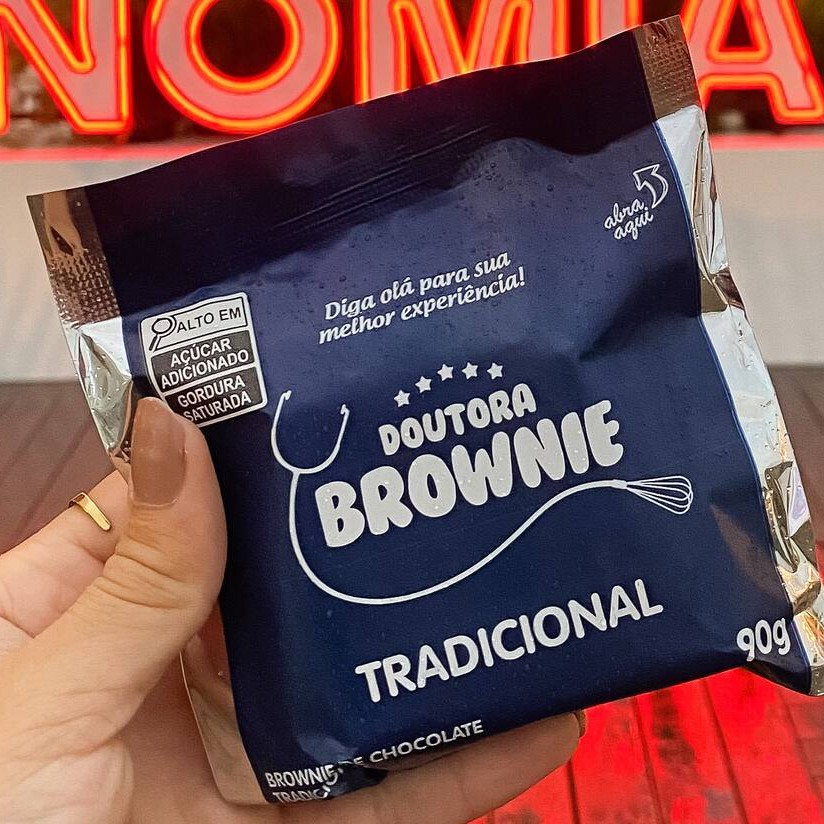 NOMIA
abra
aqui
Diga olá para sua
melhor experiência!
ALTO EM
AÇÚCAR
ADICIONADO
GORDURA
SATURADA
DOUTORA
BROWNIE
TRADICIONAL
90g
BROWNIE DE CHOCOLATE